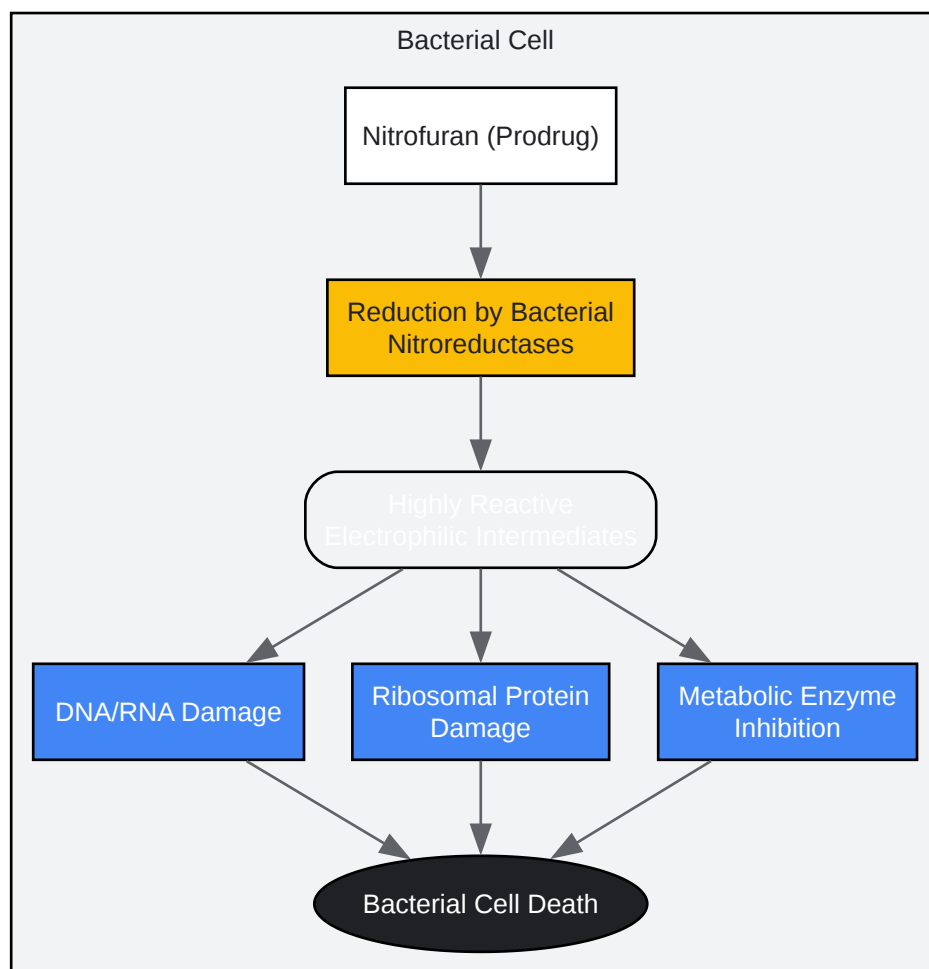 Bacterial Cell
Nitrofuran (Prodrug)
Reduction by Bacterial
Nitroreductases
Highly Reactive
Electrophilic Intermediates
DNA/RNA Damage
Ribosomal Protein
Damage
Metabolic Enzyme
Inhibition
Bacterial Cell Death